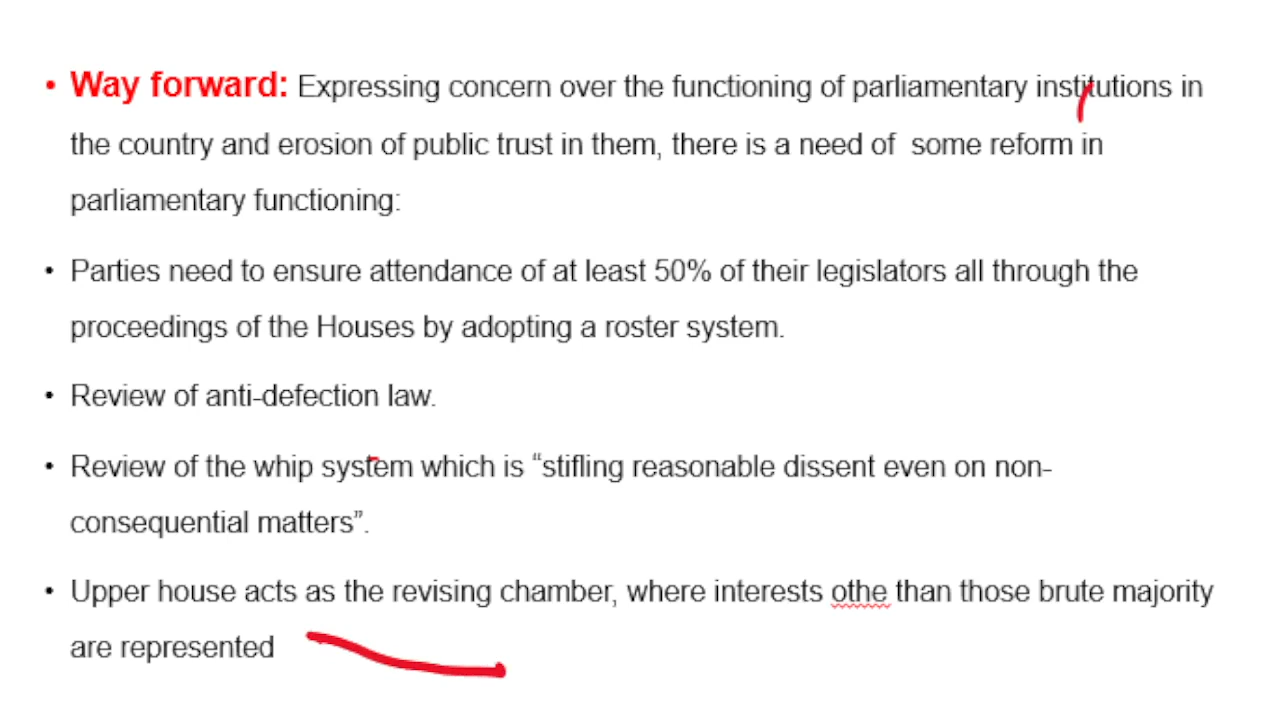 • Way forward: Expressing concern over the functioning of parliamentary institutions in
the country and erosion of public trust in them, there is a need of  some reform in
parliamentary functioning:
• Parties need to ensure attendance of at least 50% of their legislators all through the
proceedings of the Houses by adopting a roster system.
• Review of anti-defection law.
• Review of the whip system which is “stifling reasonable dissent even on non-
consequential matters”.
• Upper house acts as the revising chamber, where interests othe than those brute majority
are represented